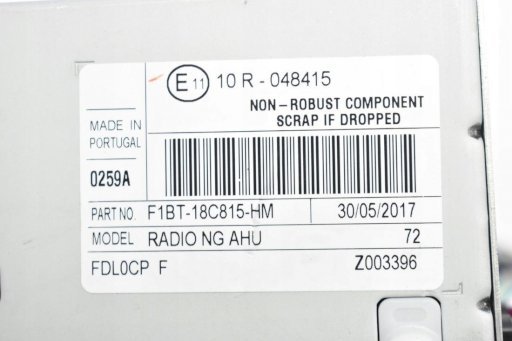 E 11 10 R - 048415
NON-ROBUST COMPONENT
SCRAP IF DROPPED
MADE IN
PORTUGAL
0259A
PART NO. F1BT-18C815-HM 30/05/2017
MODEL RADIO NG AHU 72
FDL0CP F Z003396